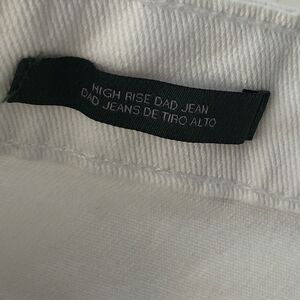 HIGH RISE DAD JEAN
DAD JEANS DE TIRO ALTO